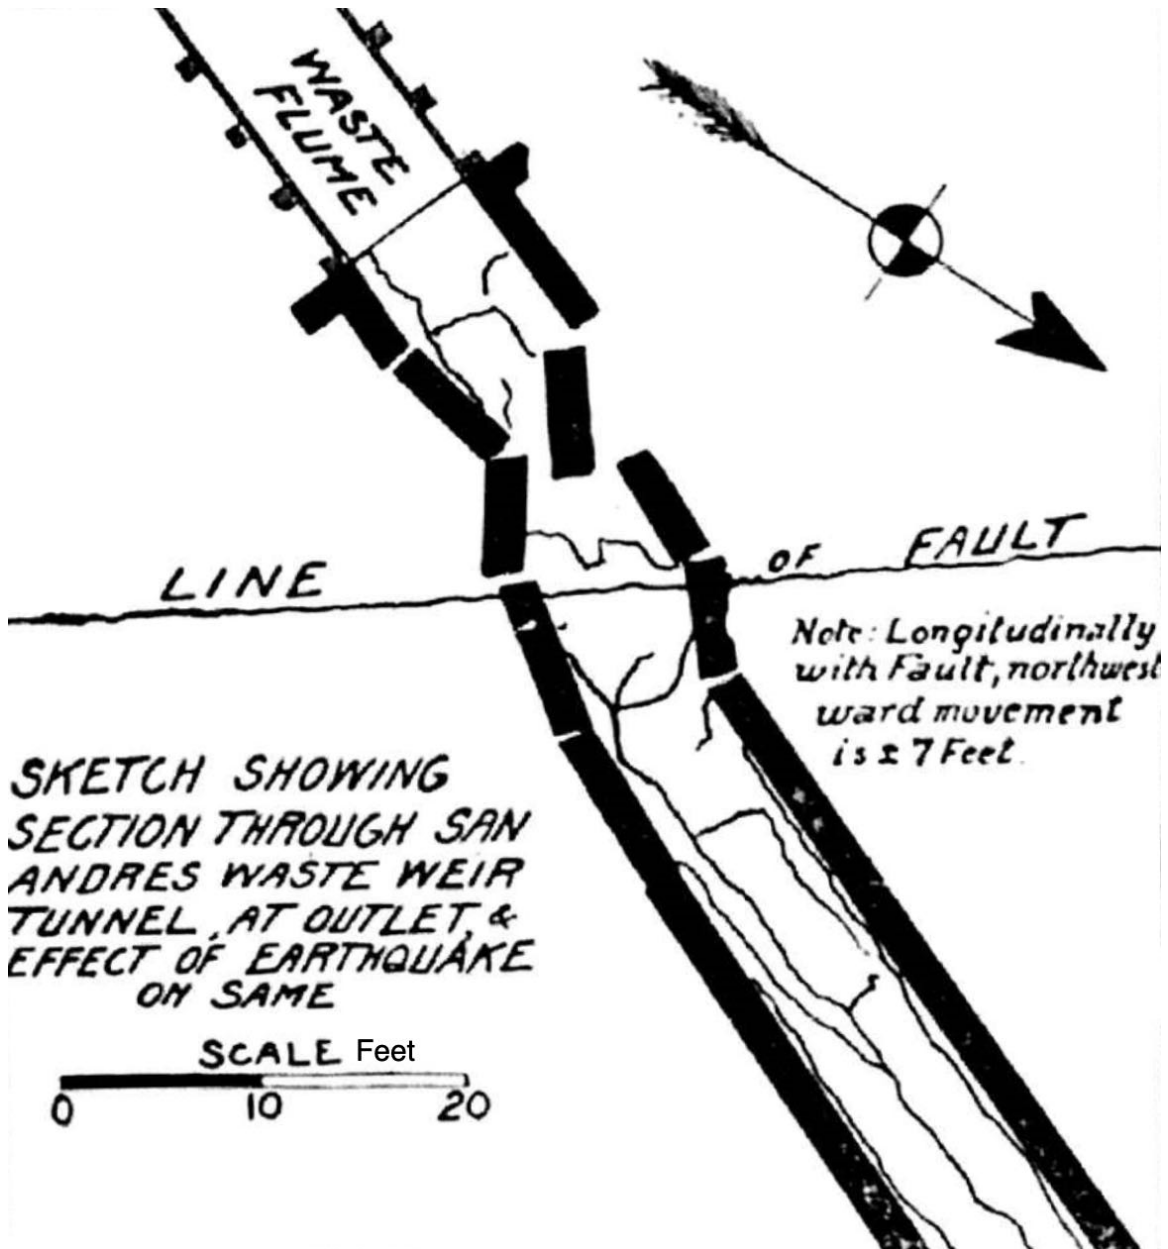 WASTE
FLUME
LINE OF FAULT
Note: Longitudinally
with Fault, northwest
ward movement
is ± 7 Feet.
SKETCH SHOWING
SECTION THROUGH SAN
ANDRES WASTE WEIR
TUNNEL, AT OUTLET, &
EFFECT OF EARTHQUAKE
ON SAME
SCALE Feet
0 10 20